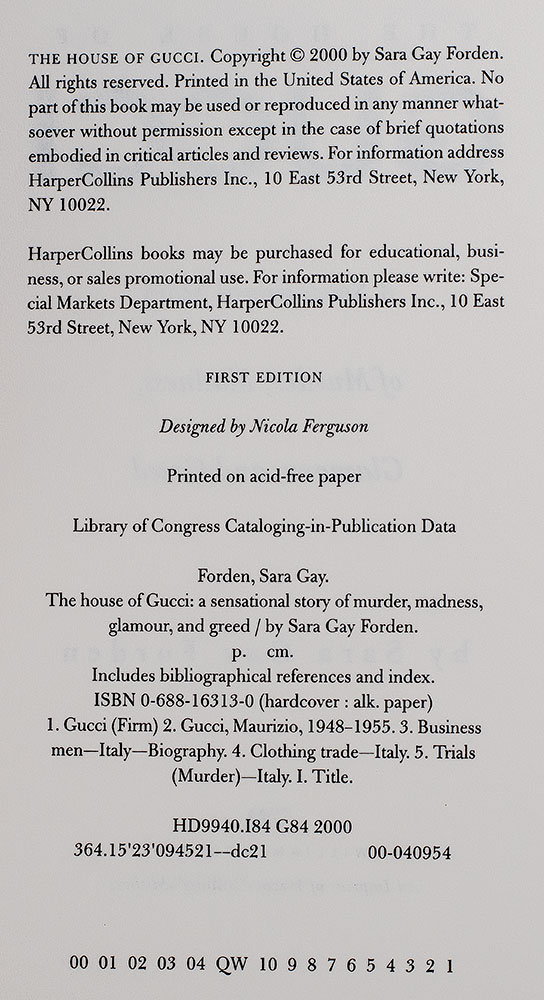 THE HOUSE OF GUCCI. Copyright © 2000 by Sara Gay Forden.
All rights reserved. Printed in the United States of America. No
part of this book may be used or reproduced in any manner what-
soever without permission except in the case of brief quotations
embodied in critical articles and reviews. For information address
HarperCollins Publishers Inc., 10 East 53rd Street, New York,
NY 10022.
HarperCollins books may be purchased for educational, busi-
ness, or sales promotional use. For information please write: Spe-
cial Markets Department, HarperCollins Publishers Inc., 10 East
53rd Street, New York, NY 10022.
FIRST EDITION
Designed by Nicola Ferguson
Printed on acid-free paper
Library of Congress Cataloging-in-Publication Data
Forden, Sara Gay.
The house of Gucci: a sensational story of murder, madness,
glamour, and greed / by Sara Gay Forden.
p. cm.
Includes bibliographical references and index.
ISBN 0-688-16313-0 (hardcover : alk. paper)
1. Gucci (Firm) 2. Gucci, Maurizio, 1948–1955. 3. Business
men—Italy—Biography. 4. Clothing trade—Italy. 5. Trials
(Murder)—Italy. I. Title.
HD9940.I84 G84 2000
364.15'23'094521--dc21 00-040954
00 01 02 03 04 QW 10 9 8 7 6 5 4 3 2 1